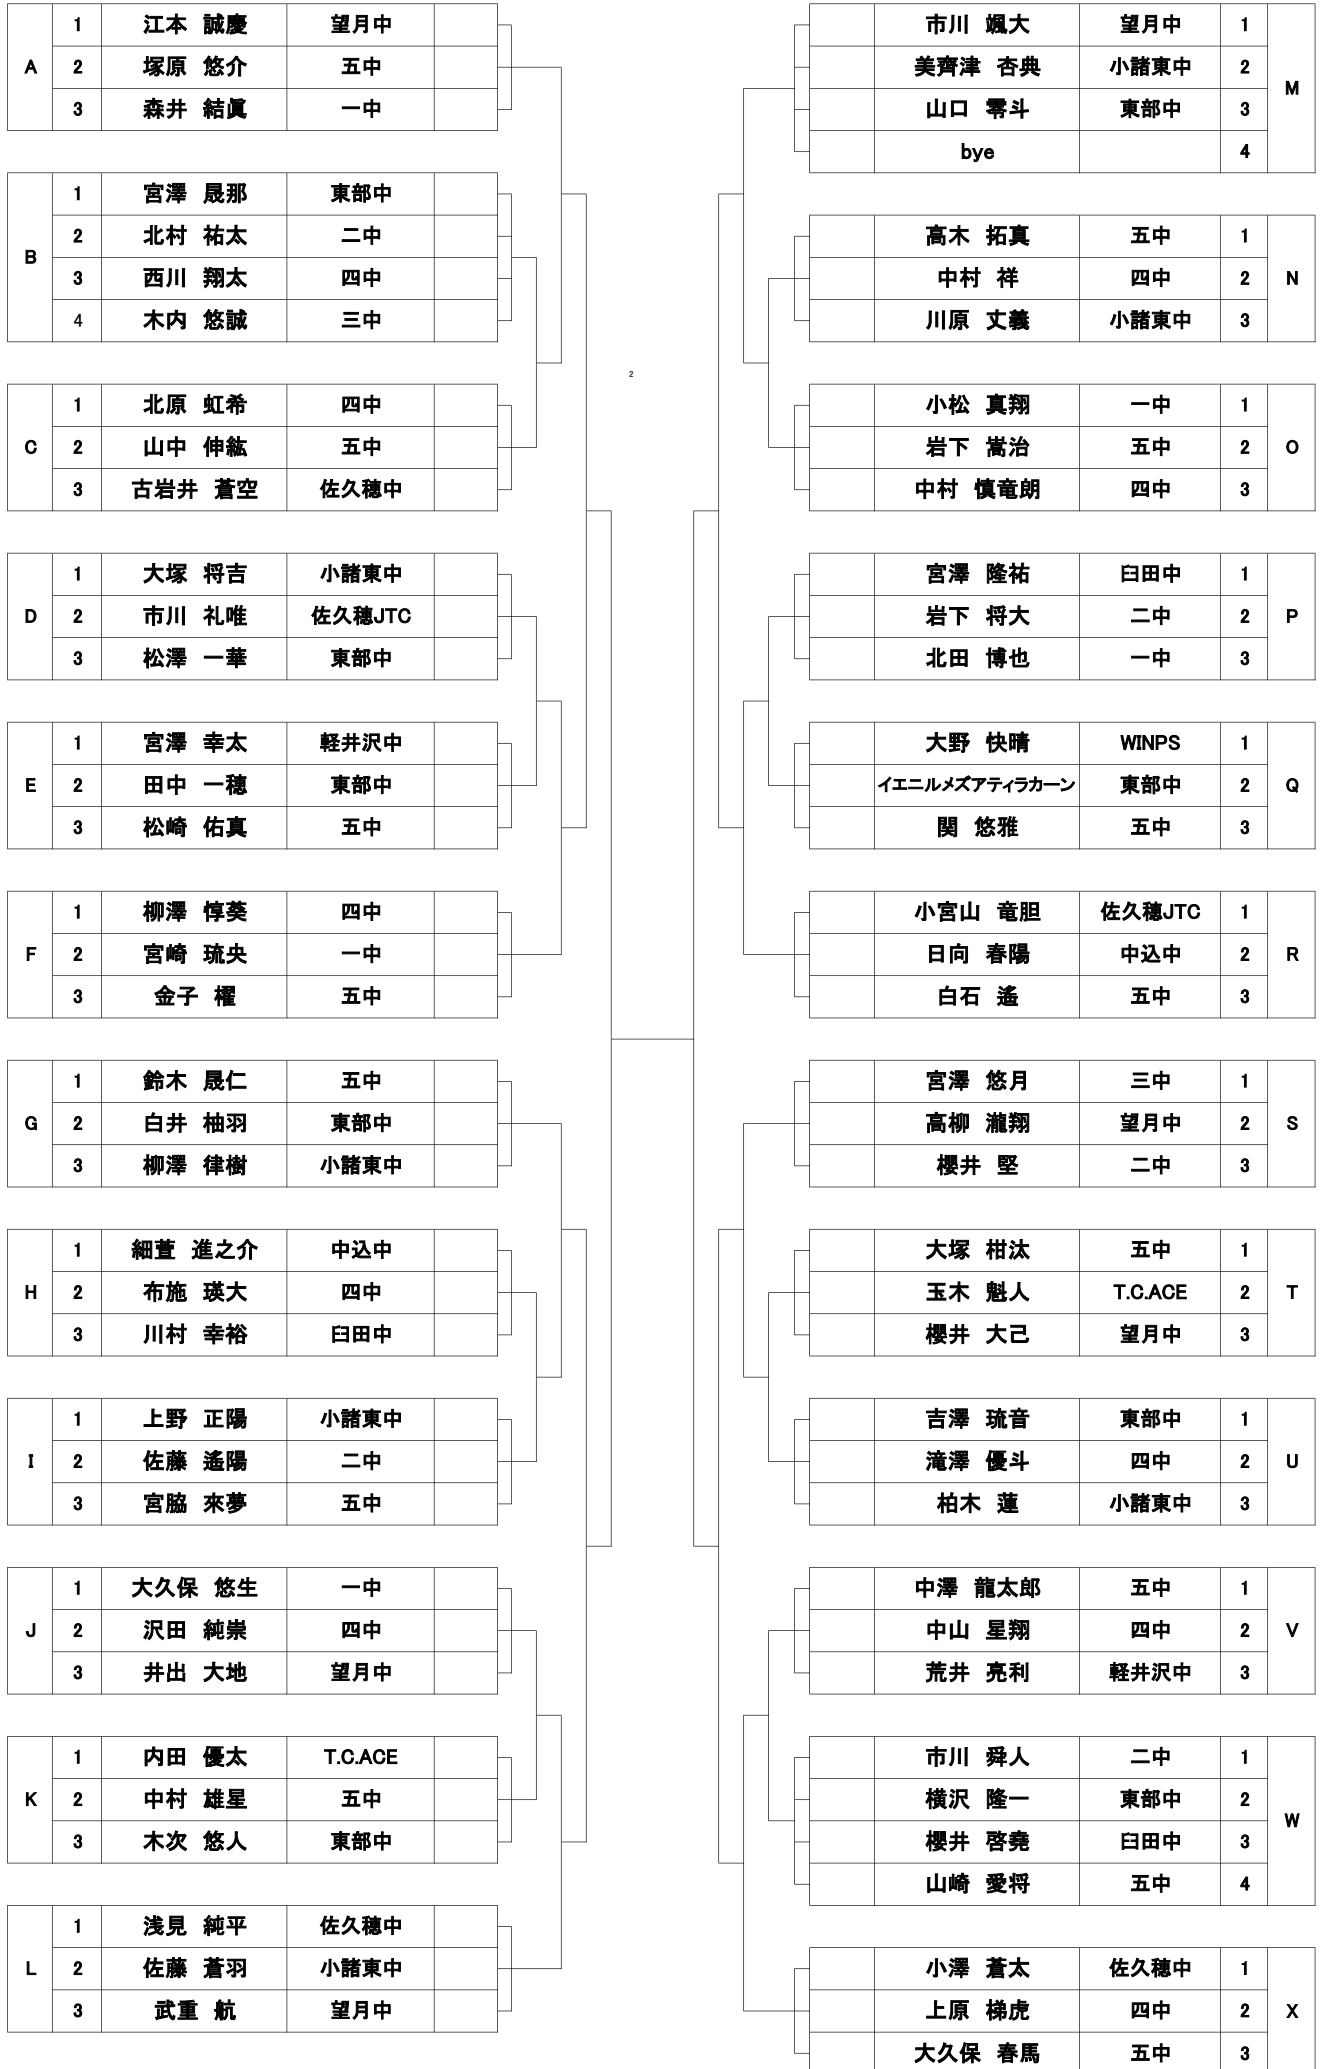 A
1 江本 誠慶 望月中
2 塚原 悠介 五中
3 森井 結眞 一中
B
1 宮澤 晟那 東部中
2 北村 祐太 二中
3 西川 翔太 四中
4 木内 悠誠 三中
C
1 北原 虹希 四中
2 山中 伸紘 五中
3 古岩井 蒼空 佐久穂中
D
1 大塚 将吉 小諸東中
2 市川 礼唯 佐久穂JTC
3 松澤 一華 東部中
E
1 宮澤 幸太 軽井沢中
2 田中 一穂 東部中
3 松崎 佑真 五中
F
1 柳澤 惇葵 四中
2 宮崎 琉央 一中
3 金子 櫂 五中
G
1 鈴木 晟仁 五中
2 白井 柚羽 東部中
3 柳澤 律樹 小諸東中
H
1 細萱 進之介 中込中
2 布施 瑛大 四中
3 川村 幸裕 臼田中
I
1 上野 正陽 小諸東中
2 佐藤 遙陽 二中
3 宮脇 來夢 五中
J
1 大久保 悠生 一中
2 沢田 純崇 四中
3 井出 大地 望月中
K
1 内田 優太 T.C.ACE
2 中村 雄星 五中
3 木次 悠人 東部中
L
1 浅見 純平 佐久穂中
2 佐藤 蒼羽 小諸東中
3 武重 航 望月中
2
市川 颯大 望月中 1
美齊津 杏典 小諸東中 2
山口 零斗 東部中 3
bye 4
M
高木 拓真 五中 1
中村 祥 四中 2
川原 丈義 小諸東中 3
N
小松 真翔 一中 1
岩下 嵩治 五中 2
中村 慎竜朗 四中 3
O
宮澤 隆祐 臼田中 1
岩下 将大 二中 2
北田 博也 一中 3
P
大野 快晴 WINPS 1
イエニルメズアティラカーン 東部中 2
関 悠雅 五中 3
Q
小宮山 竜胆 佐久穂JTC 1
日向 春陽 中込中 2
白石 遙 五中 3
R
宮澤 悠月 三中 1
高柳 瀧翔 望月中 2
櫻井 堅 二中 3
S
大塚 柑汰 五中 1
玉木 魁人 T.C.ACE 2
櫻井 大己 望月中 3
T
吉澤 琉音 東部中 1
滝澤 優斗 四中 2
柏木 蓮 小諸東中 3
U
中澤 龍太郎 五中 1
中山 星翔 四中 2
荒井 亮利 軽井沢中 3
V
市川 舜人 二中 1
横沢 隆一 東部中 2
櫻井 啓堯 臼田中 3
山崎 愛将 五中 4
W
小澤 蒼太 佐久穂中 1
上原 梯虎 四中 2
大久保 春馬 五中 3
X